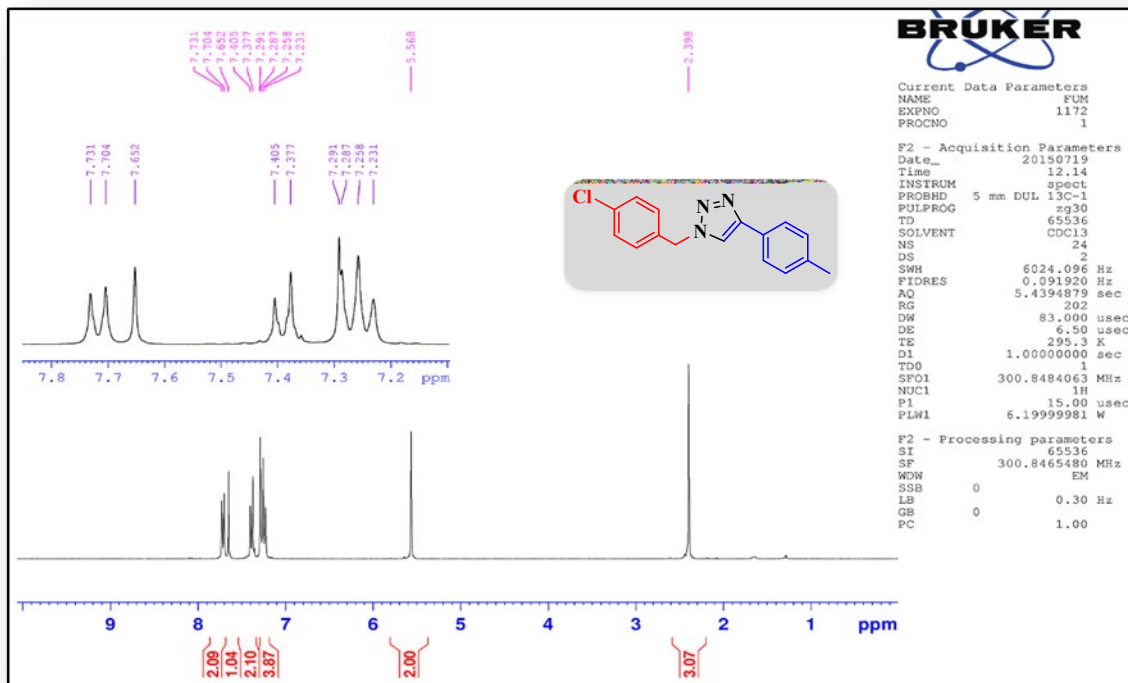 7.731
7.704
7.652
7.405
7.377
7.291
7.287
7.258
7.231
5.568
2.398
7.731
7.704
7.652
7.405
7.377
7.291
7.287
7.258
7.231
7.8 7.7 7.6 7.5 7.4 7.3 7.2 ppm
Cl
N=N
N
9 8 7 6 5 4 3 2 1 ppm
2.09
1.04
2.10
3.87
2.00
3.07
BRUKER
Current Data Parameters
NAME FUM
EXPNO 1172
PROCNO 1
F2 - Acquisition Parameters
Date_ 20150719
Time 12.14
INSTRUM spect
PROBHD 5 mm DUL 13C-1
PULPROG zg30
TD 65536
SOLVENT CDCl3
NS 24
DS 2
SWH 6024.096 Hz
FIDRES 0.091920 Hz
AQ 5.4394879 sec
RG 202
DW 83.000 usec
DE 6.50 usec
TE 295.3 K
D1 1.00000000 sec
TD0 1
SFO1 300.8484063 MHz
NUC1 1H
P1 15.00 usec
PLW1 6.19999981 W
F2 - Processing parameters
SI 65536
SF 300.8465480 MHz
WDW EM
SSB 0
LB 0.30 Hz
GB 0
PC 1.00